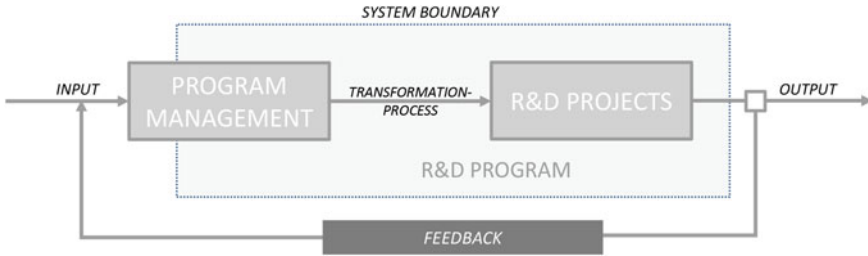 SYSTEM BOUNDARY
INPUT
PROGRAM
MANAGEMENT
TRANSFORMATION-
PROCESS
R&D PROJECTS
OUTPUT
R&D PROGRAM
FEEDBACK